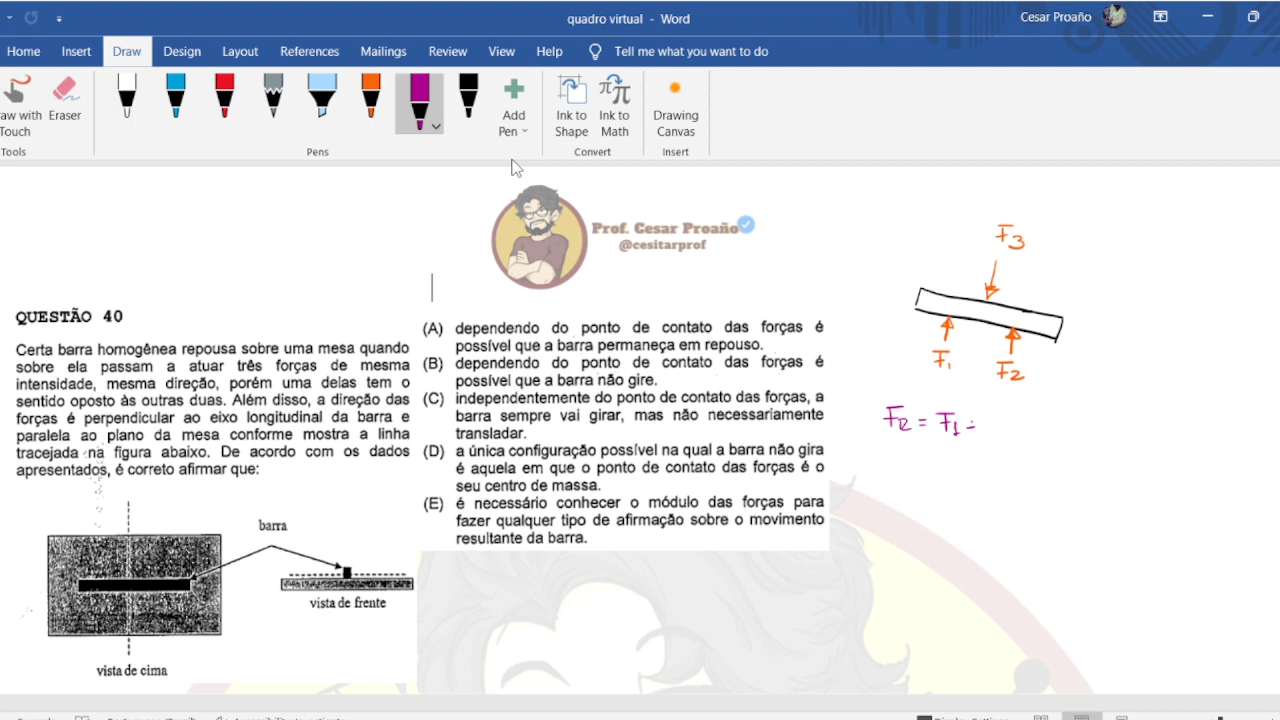 quadro virtual - Word
Cesar Proaño
Home Insert Draw Design Layout References Mailings Review View Help Tell me what you want to do
aw with Touch
Eraser
Add Pen
Ink to Shape
Ink to Math
Drawing Canvas
Tools
Pens
Convert
Insert
Prof. Cesar Proaño
@cesitarprof
QUESTÃO 40
Certa barra homogênea repousa sobre uma mesa quando
sobre ela passam a atuar três forças de mesma
intensidade, mesma direção, porém uma delas tem o
sentido oposto às outras duas. Além disso, a direção das
forças é perpendicular ao eixo longitudinal da barra e
paralela ao plano da mesa conforme mostra a linha
tracejada na figura abaixo. De acordo com os dados
apresentados, é correto afirmar que:
barra
vista de frente
vista de cima
(A) dependendo do ponto de contato das forças é
possível que a barra permaneça em repouso.
(B) dependendo do ponto de contato das forças é
possível que a barra não gire.
(C) independentemente do ponto de contato das forças, a
barra sempre vai girar, mas não necessariamente
transladar.
(D) a única configuração possível na qual a barra não gira
é aquela em que o ponto de contato das forças é o
seu centro de massa.
(E) é necessário conhecer o módulo das forças para
fazer qualquer tipo de afirmação sobre o movimento
resultante da barra.
F3
F1
F2
FR = F1